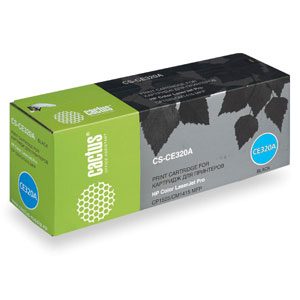 CS-CE320A
BLACK
cactus
CE320A
CS-CE320A
PRINT CARTRIDGE FOR
КАРТРИДЖ ДЛЯ ПРИНТЕРОВ
HP Color LaserJet Pro
CP1525/CM1415 MFP
BLACK
CE320A